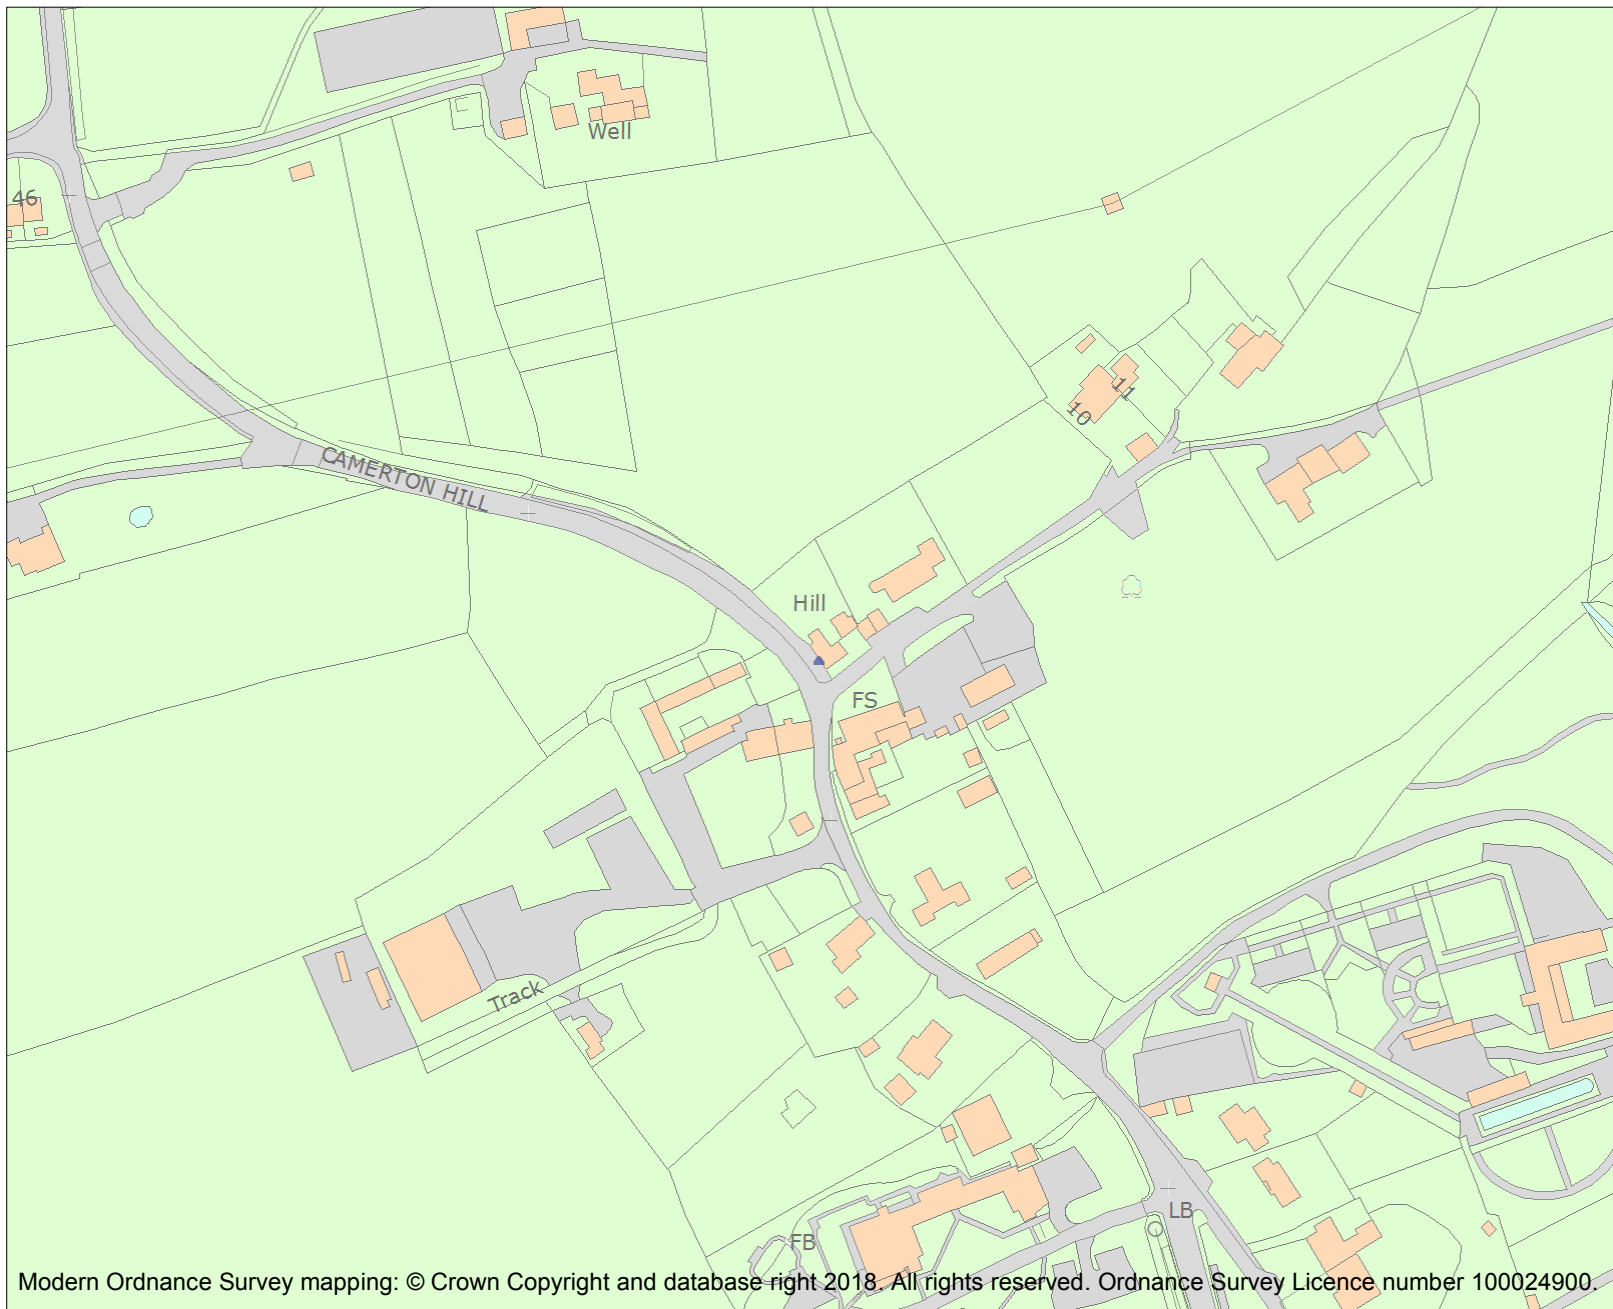 Well
46
11
10
CAMERTON HILL
Hill
FS
Track
LB
FB
Modern Ordnance Survey mapping: © Crown Copyright and database right 2018. All rights reserved. Ordnance Survey Licence number 100024900.